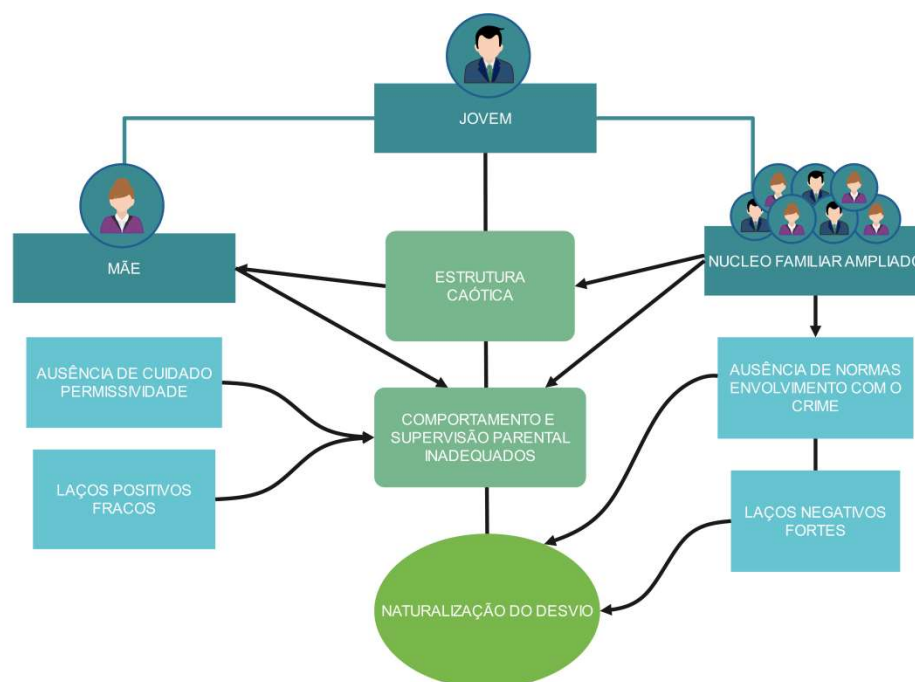 JOVEM
MÃE
NUCLEO FAMILIAR AMPLIADO
ESTRUTURA
CAÓTICA
AUSÊNCIA DE CUIDADO
PERMISSIVIDADE
COMPORTAMENTO E
SUPERVISÃO PARENTAL
INADEQUADOS
AUSÊNCIA DE NORMAS
ENVOLVIMENTO COM O
CRIME
LAÇOS POSITIVOS
FRACOS
LAÇOS NEGATIVOS
FORTES
NATURALIZAÇÃO DO DESVIO